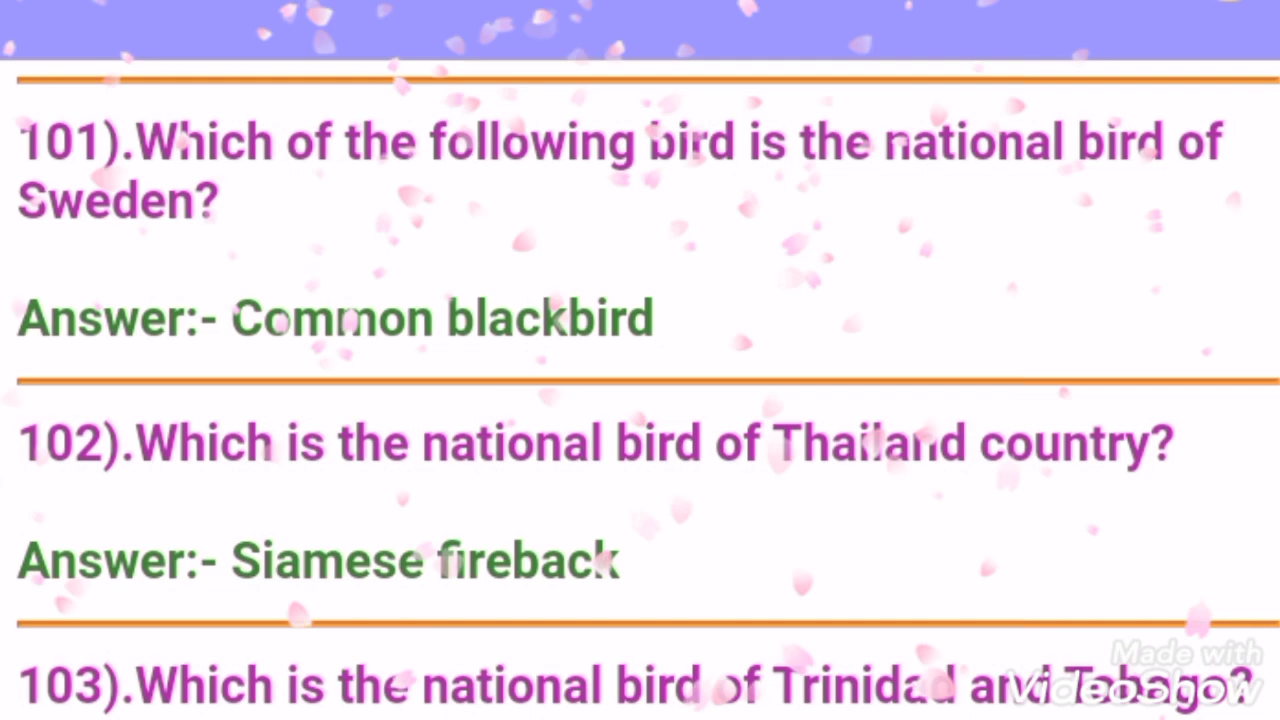 101).Which of the following bird is the national bird of
Sweden?
Answer:- Common blackbird
102).Which is the national bird of Thailand country?
Answer:- Siamese fireback
103).Which is the national bird of Trinidad and Tobago?
Made with
VideoShow